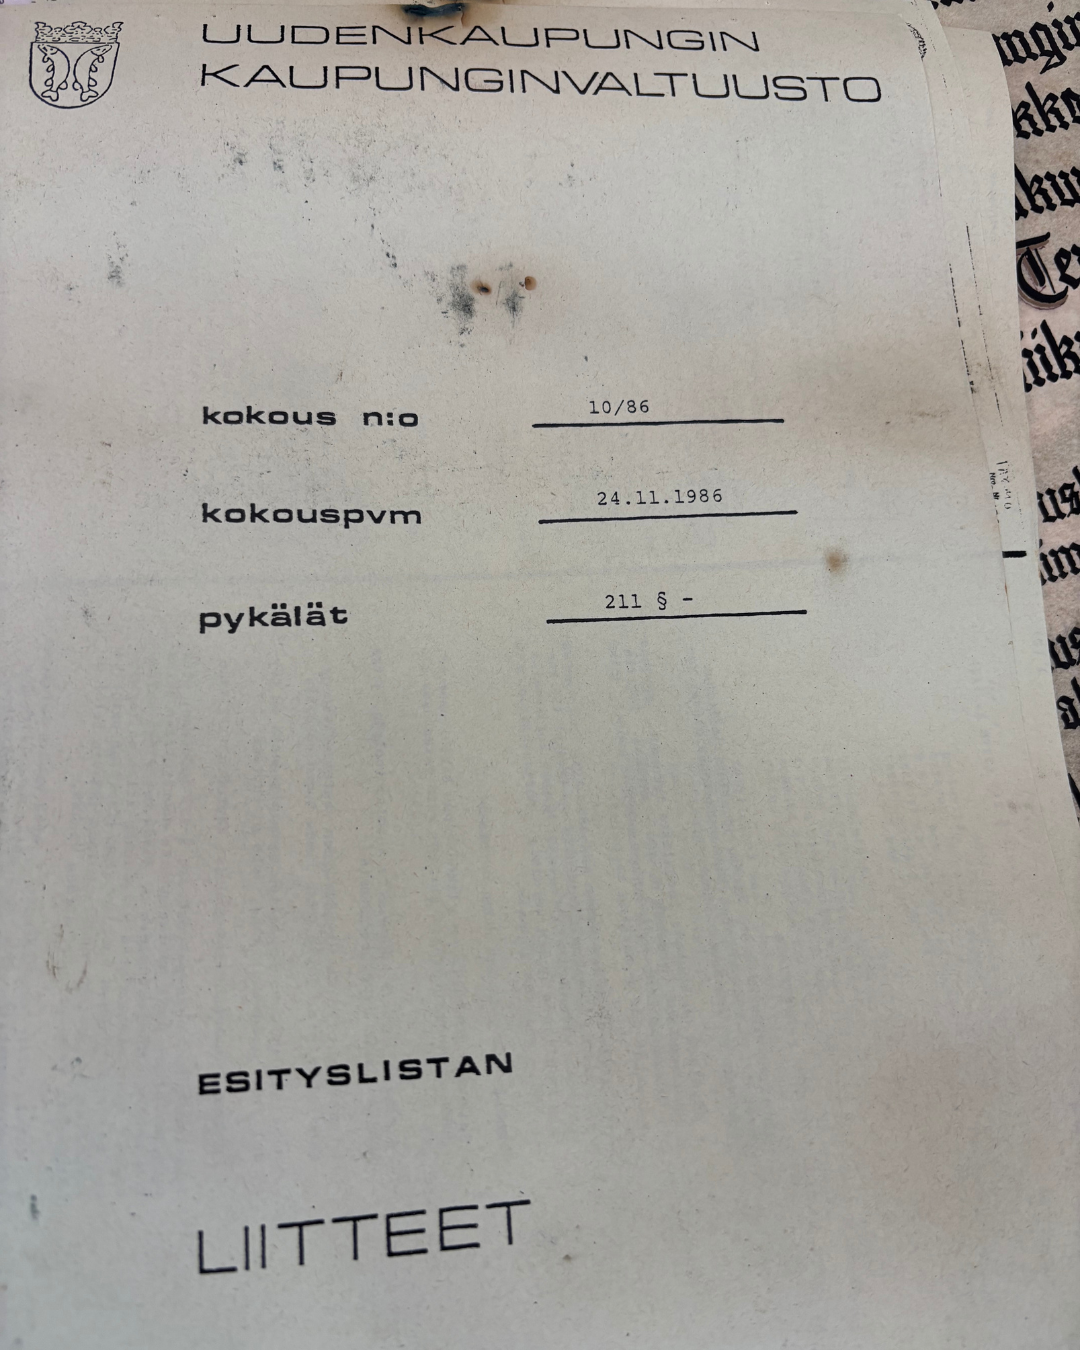 UUDENKAUPUNGIN
KAUPUNGINVALTUUSTO
kokous n:o 10/86
kokouspvm 24.11.1986
pykälät 211 § -
ESITYSLISTAN
LIITTEET